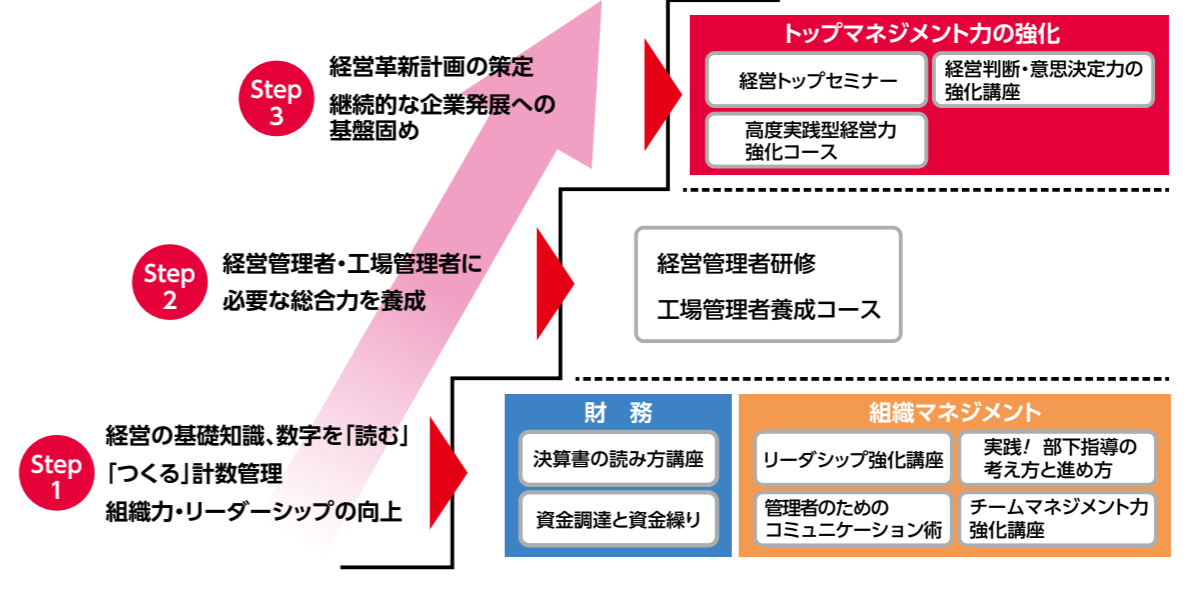 トップマネジメント力の強化
Step
3
経営革新計画の策定
継続的な企業発展への
基盤固め
経営トップセミナー
経営判断・意思決定力の
強化講座
高度実践型経営力
強化コース
Step
2
経営管理者・工場管理者に
必要な総合力を養成
経営管理者研修
工場管理者養成コース
Step
1
経営の基礎知識、数字を「読む」
「つくる」計数管理
組織力・リーダーシップの向上
財　務
決算書の読み方講座
資金調達と資金繰り
組織マネジメント
リーダシップ強化講座
実践！部下指導の
考え方と進め方
管理者のための
コミュニケーション術
チームマネジメント力
強化講座